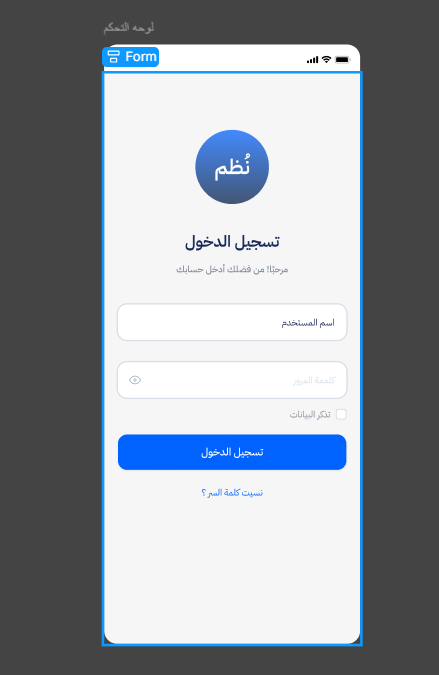 لوحه التحكم
Form
نُظم
تسجيل الدخول
مرحبًا! من فضلك أدخل حسابك
اسم المستخدم
كلممة المرور
تذكر البيانات
تسجيل الدخول
نسيت كلمة السر ؟